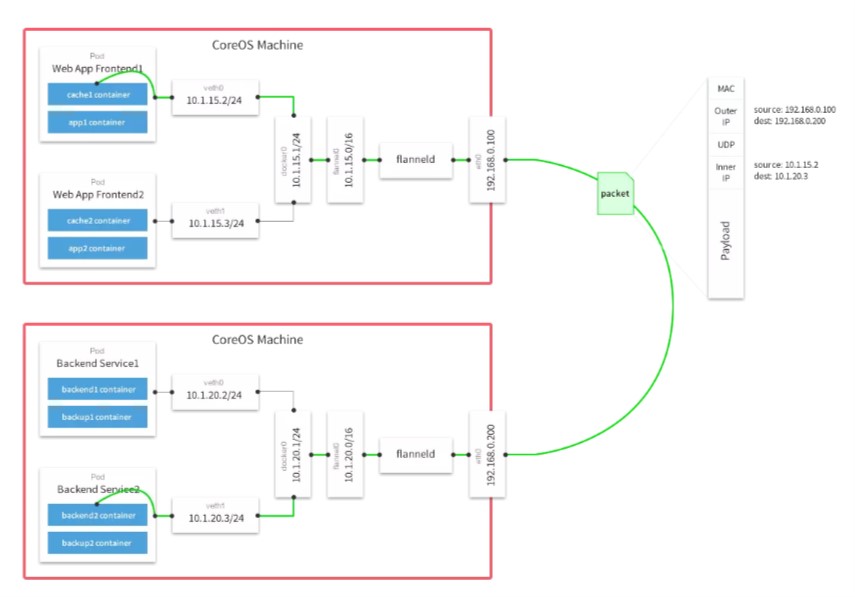 CoreOS Machine
Pod
Web App Frontend1
cache1 container
app1 container
veth0
10.1.15.2/24
Pod
Web App Frontend2
cache2 container
app2 container
veth1
10.1.15.3/24
docker0
10.1.15.1/24
flannel0
10.1.15.0/16
flanneld
eth0
192.168.0.100
packet
MAC
Outer
IP
source: 192.168.0.100
dest: 192.168.0.200
UDP
Inner
IP
source: 10.1.15.2
dest: 10.1.20.3
Payload
CoreOS Machine
Pod
Backend Service1
backend1 container
backup1 container
veth0
10.1.20.2/24
Pod
Backend Service2
backend2 container
backup2 container
veth1
10.1.20.3/24
docker0
10.1.20.1/24
flannel0
10.1.20.0/16
flanneld
eth0
192.168.0.200